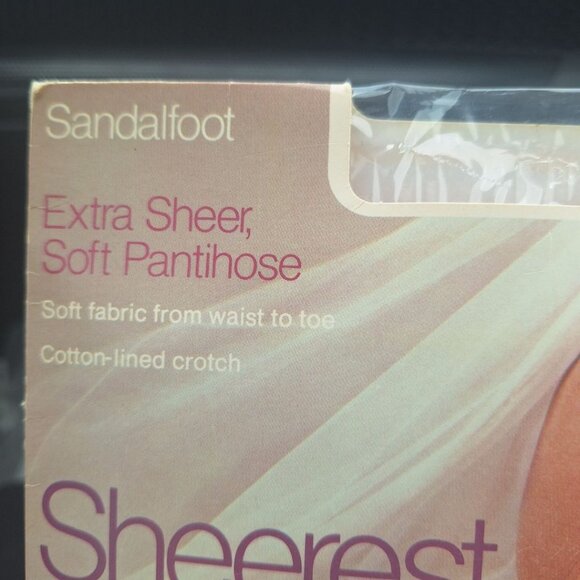 Sandalfoot
Extra Sheer,
Soft Pantihose
Soft fabric from waist to toe
Cotton-lined crotch
Sheerest